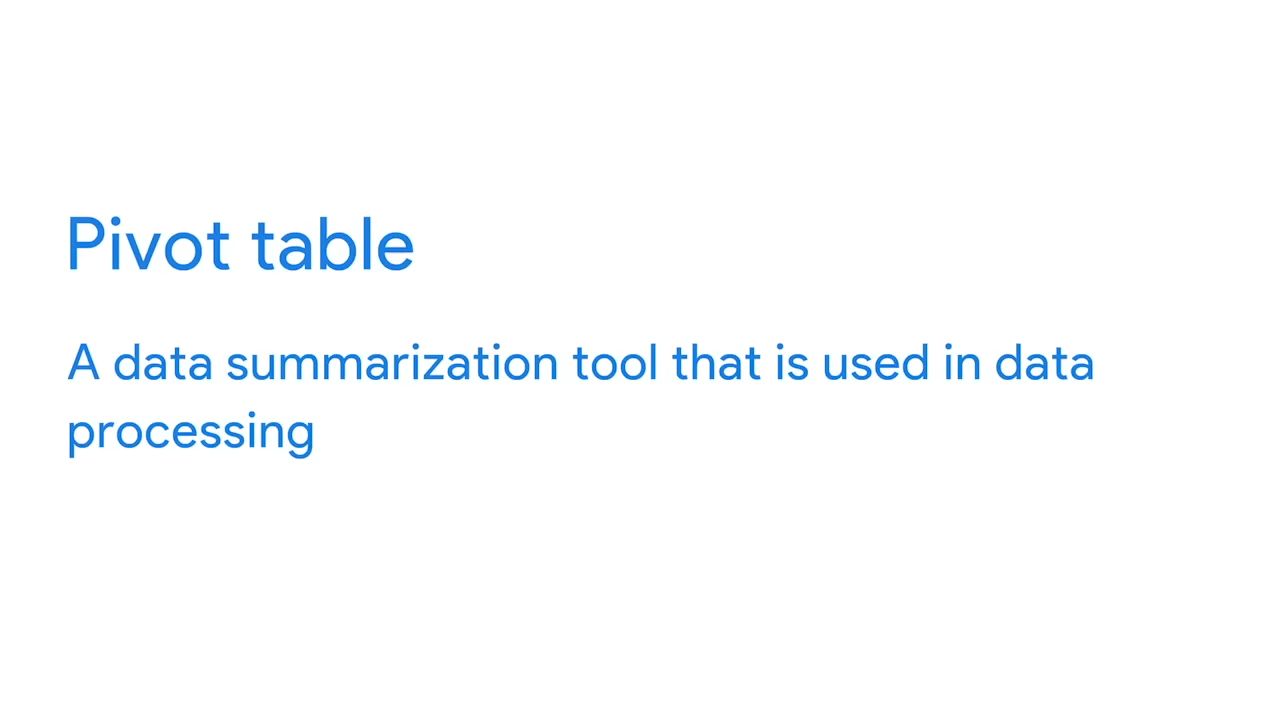 Pivot table
A data summarization tool that is used in data
processing